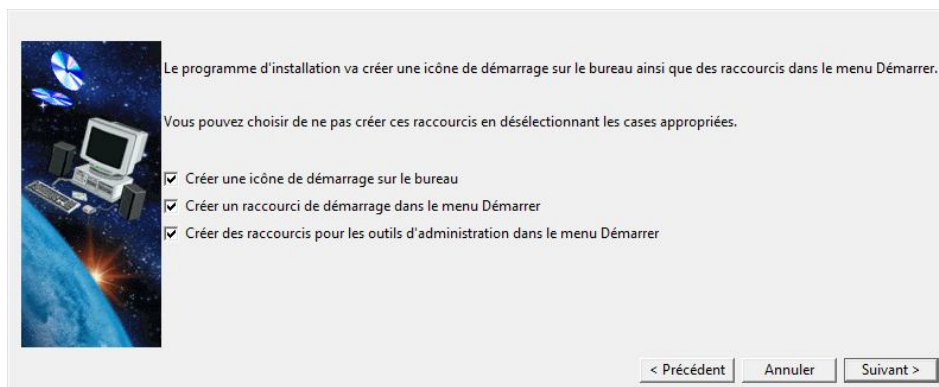 Le programme d'installation va créer une icône de démarrage sur le bureau ainsi que des raccourcis dans le menu Démarrer.
Vous pouvez choisir de ne pas créer ces raccourcis en désélectionnant les cases appropriées.
Créer une icône de démarrage sur le bureau
Créer un raccourci de démarrage dans le menu Démarrer
Créer des raccourcis pour les outils d'administration dans le menu Démarrer
< Précédent Annuler Suivant >